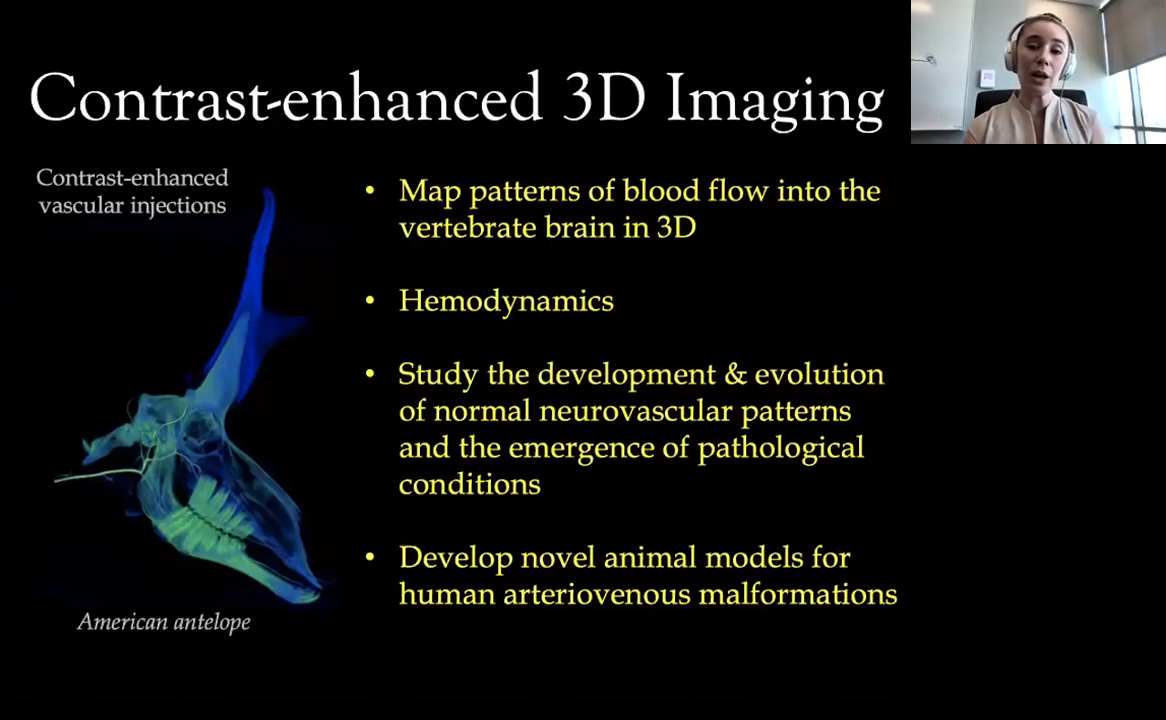 Contrast-enhanced 3D Imaging
Contrast-enhanced
vascular injections
• Map patterns of blood flow into the
vertebrate brain in 3D
• Hemodynamics
• Study the development & evolution
of normal neurovascular patterns
and the emergence of pathological
conditions
• Develop novel animal models for
human arteriovenous malformations
American antelope